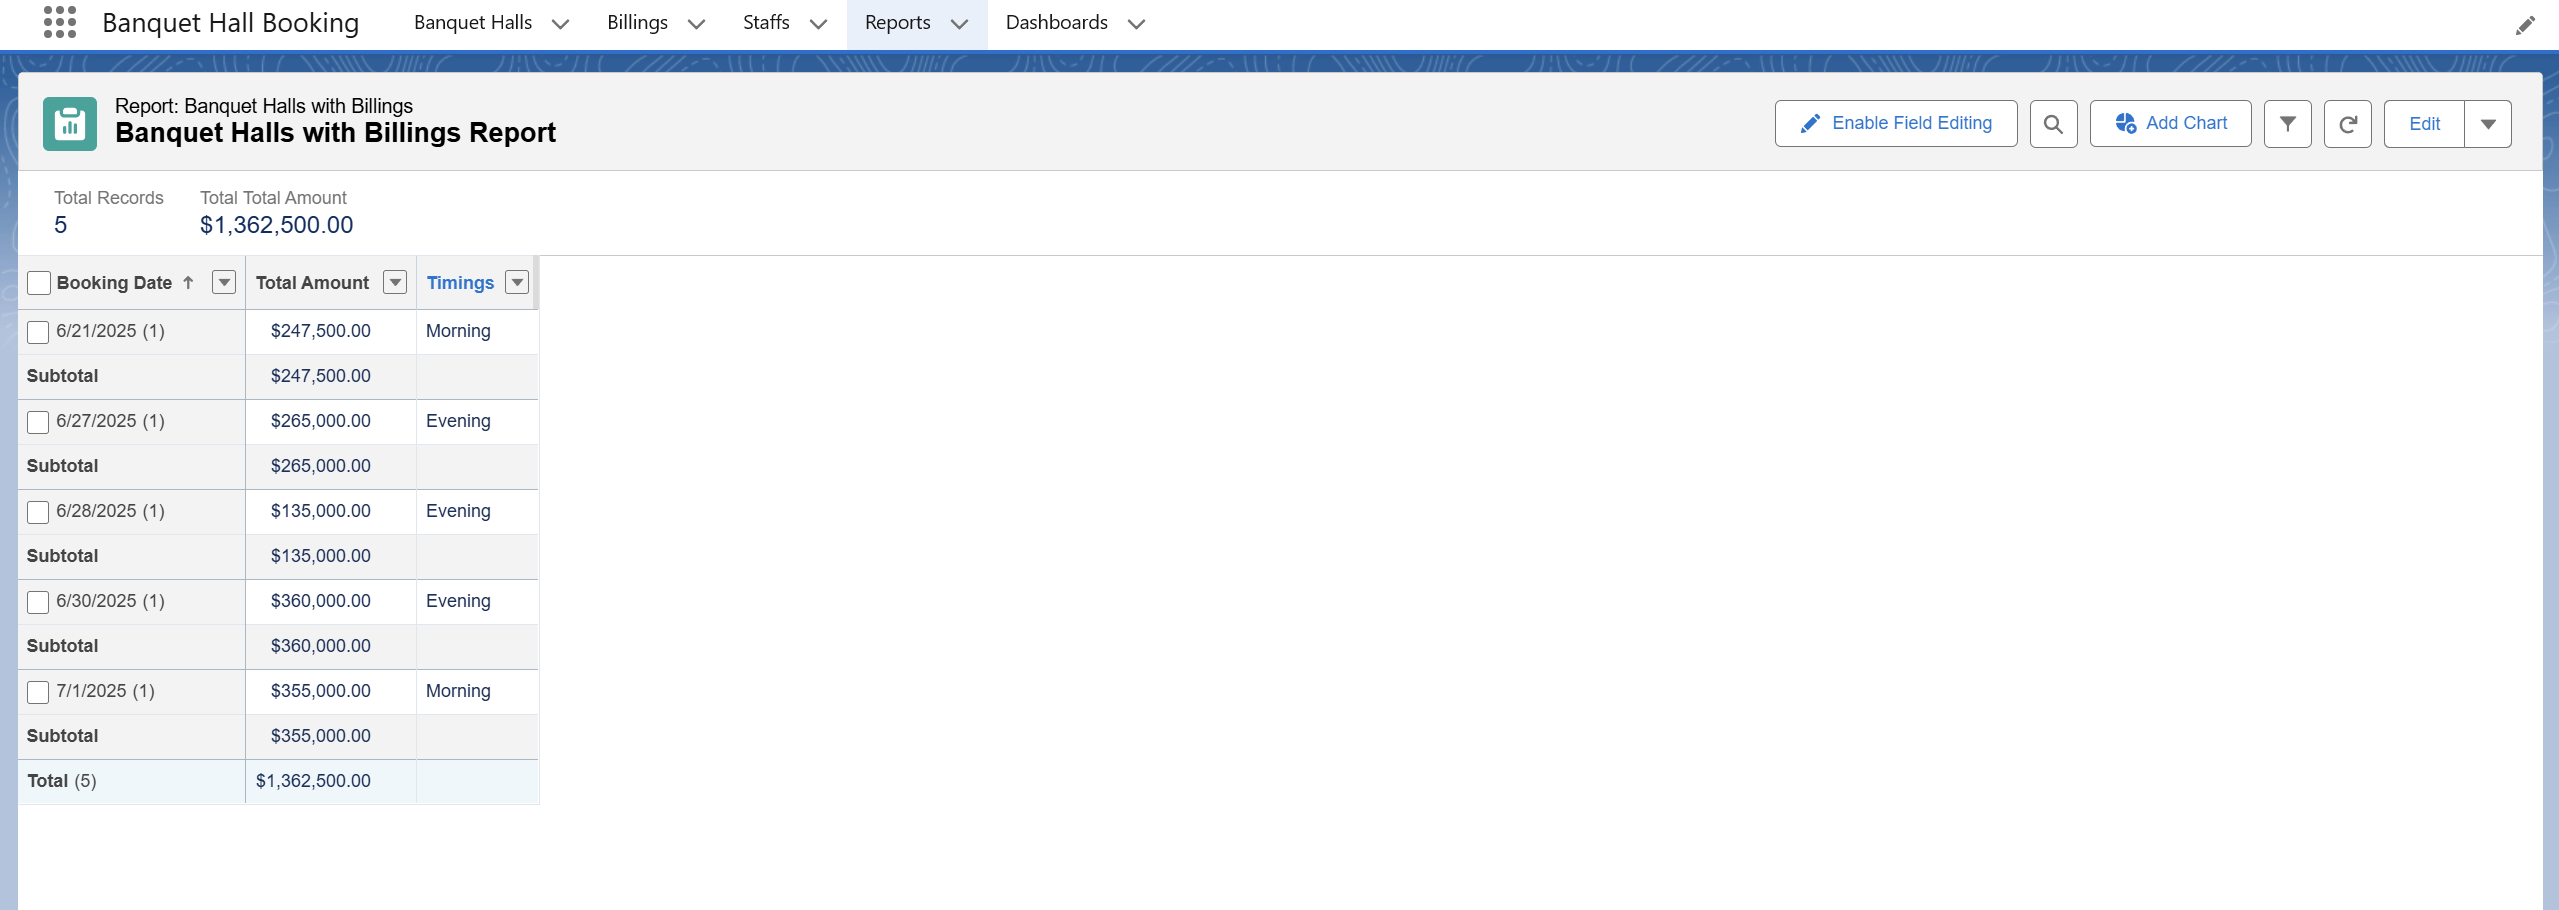 Banquet Hall Booking Banquet Halls Billings Staffs Reports Dashboards
Report: Banquet Halls with Billings
Banquet Halls with Billings Report
Enable Field Editing Add Chart Edit
Total Records Total Total Amount
5 $1,362,500.00
Booking Date ↑ Total Amount Timings
6/21/2025 (1) $247,500.00 Morning
Subtotal $247,500.00
6/27/2025 (1) $265,000.00 Evening
Subtotal $265,000.00
6/28/2025 (1) $135,000.00 Evening
Subtotal $135,000.00
6/30/2025 (1) $360,000.00 Evening
Subtotal $360,000.00
7/1/2025 (1) $355,000.00 Morning
Subtotal $355,000.00
Total (5) $1,362,500.00